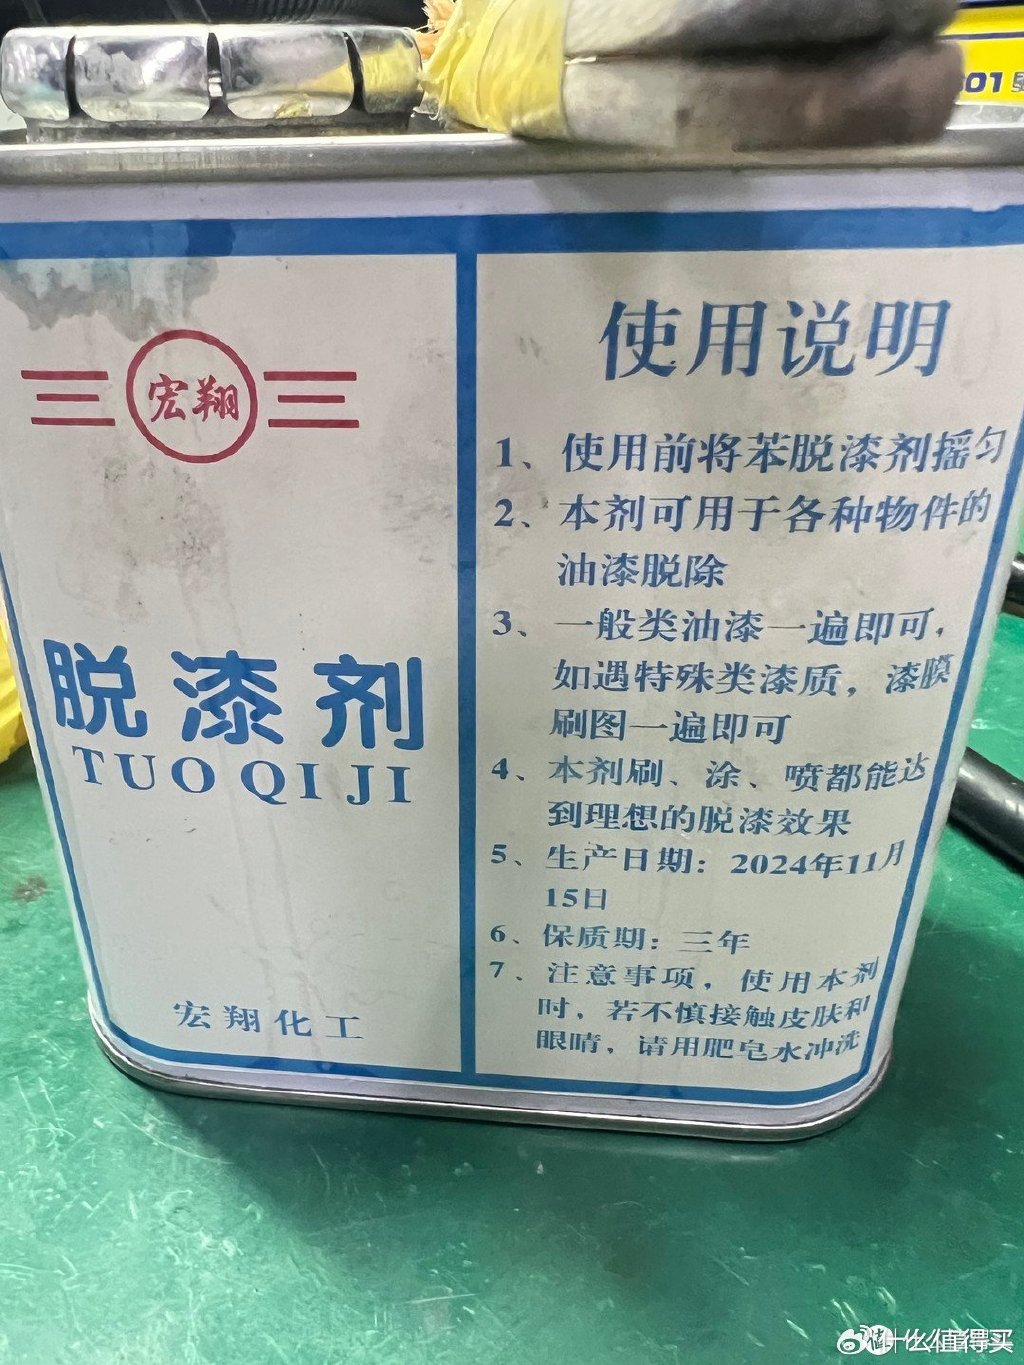 601
宏翔
脱漆剂
TUO QI JI
宏翔化工
使用说明
1、使用前将苯脱漆剂摇匀
2、本剂可用于各种物件的
油漆脱除
3、一般类油漆一遍即可，
如遇特殊类漆质，漆膜
刷图一遍即可
4、本剂刷、涂、喷都能达
到理想的脱漆效果
5、生产日期：2024年11月
15日
6、保质期：三年
7、注意事项，使用本剂
时，若不慎接触皮肤和
眼睛，请用肥皂水冲洗
什么值得买